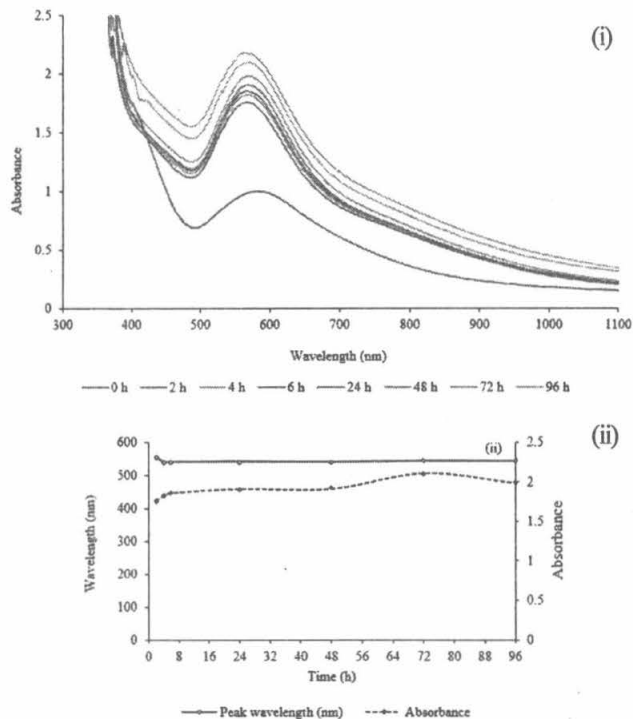 (i)
2.5
2
1.5
1
0.5
0
Absorbance
300 400 500 600 700 800 900 1000 1100
Wavelength (nm)
0 h 2 h 4 h 6 h 24 h 48 h 72 h 96 h
(ii)
(ii)
600
500
400
300
200
100
0
Wavelength (nm)
2.5
2
1.5
1
0.5
0
Absorbance
0 8 16 24 32 40 48 56 64 72 80 88 96
Time (h)
Peak wavelength (nm) Absorbance